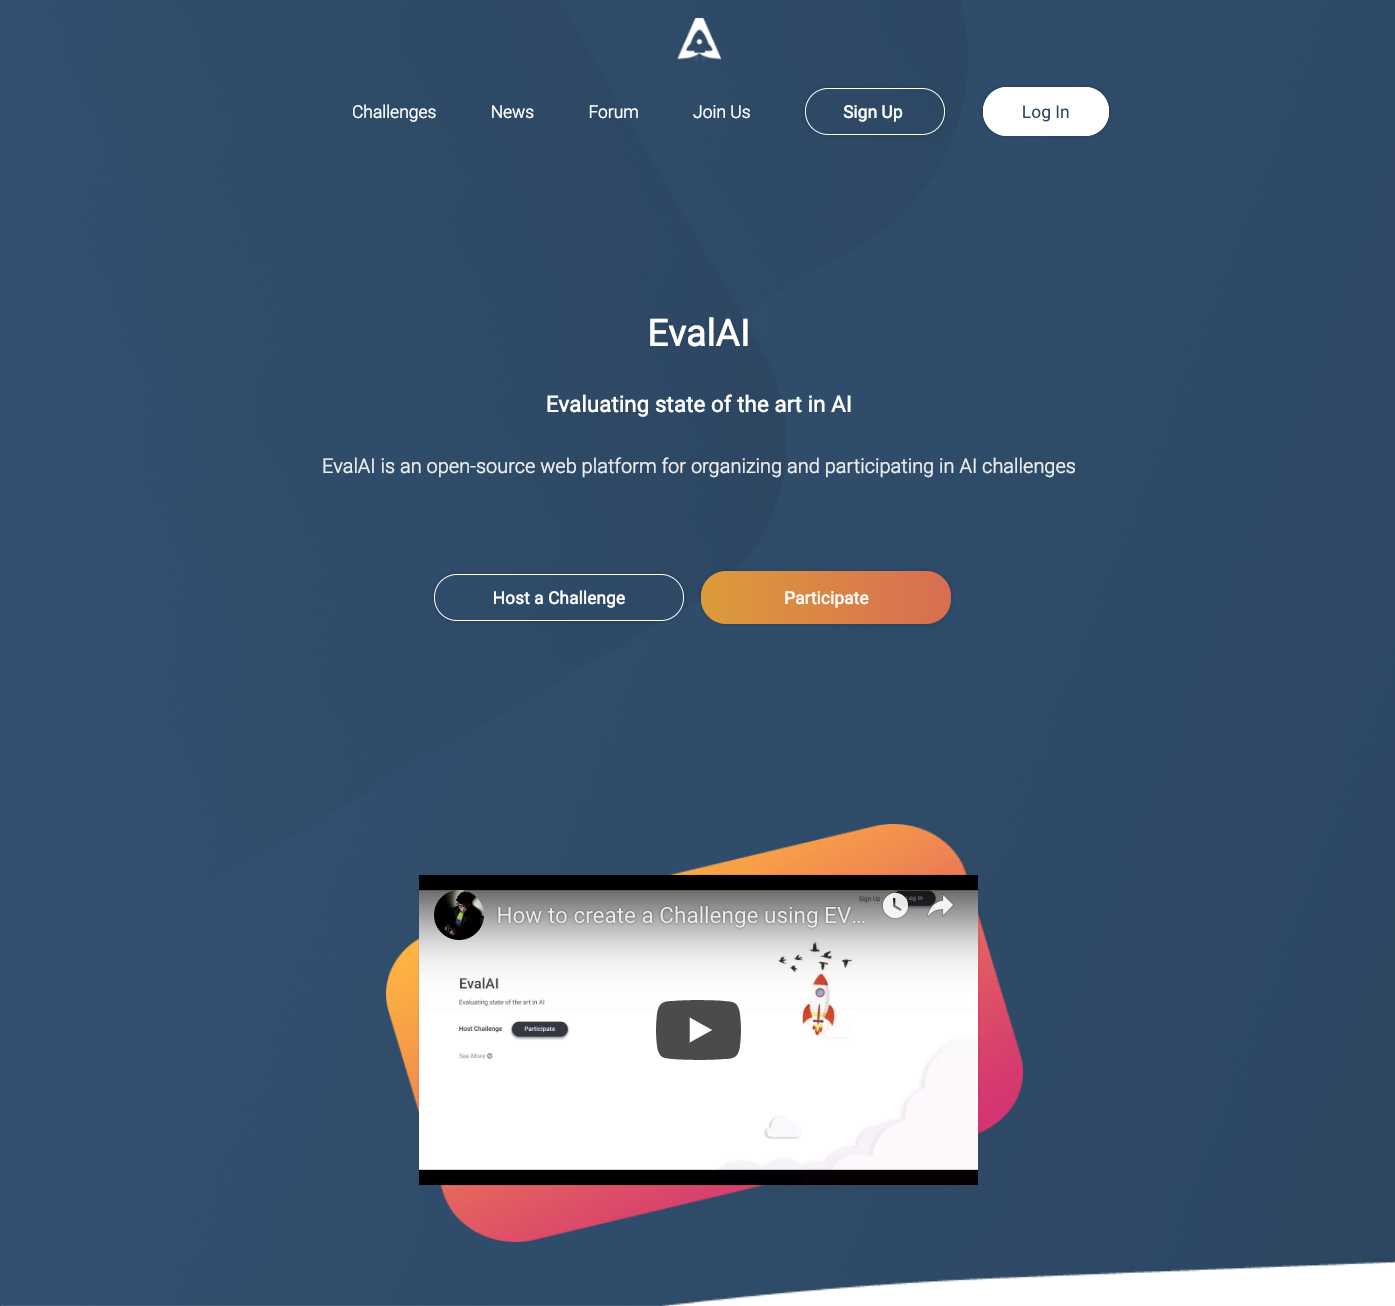 Challenges News Forum Join Us Sign Up Log In
EvalAI
Evaluating state of the art in AI
EvalAI is an open-source web platform for organizing and participating in AI challenges
Host a Challenge Participate
Sign Up Log In
How to create a Challenge using EV...
EvalAI
Evaluating state of the art in AI
Host Challenge Participate
See More